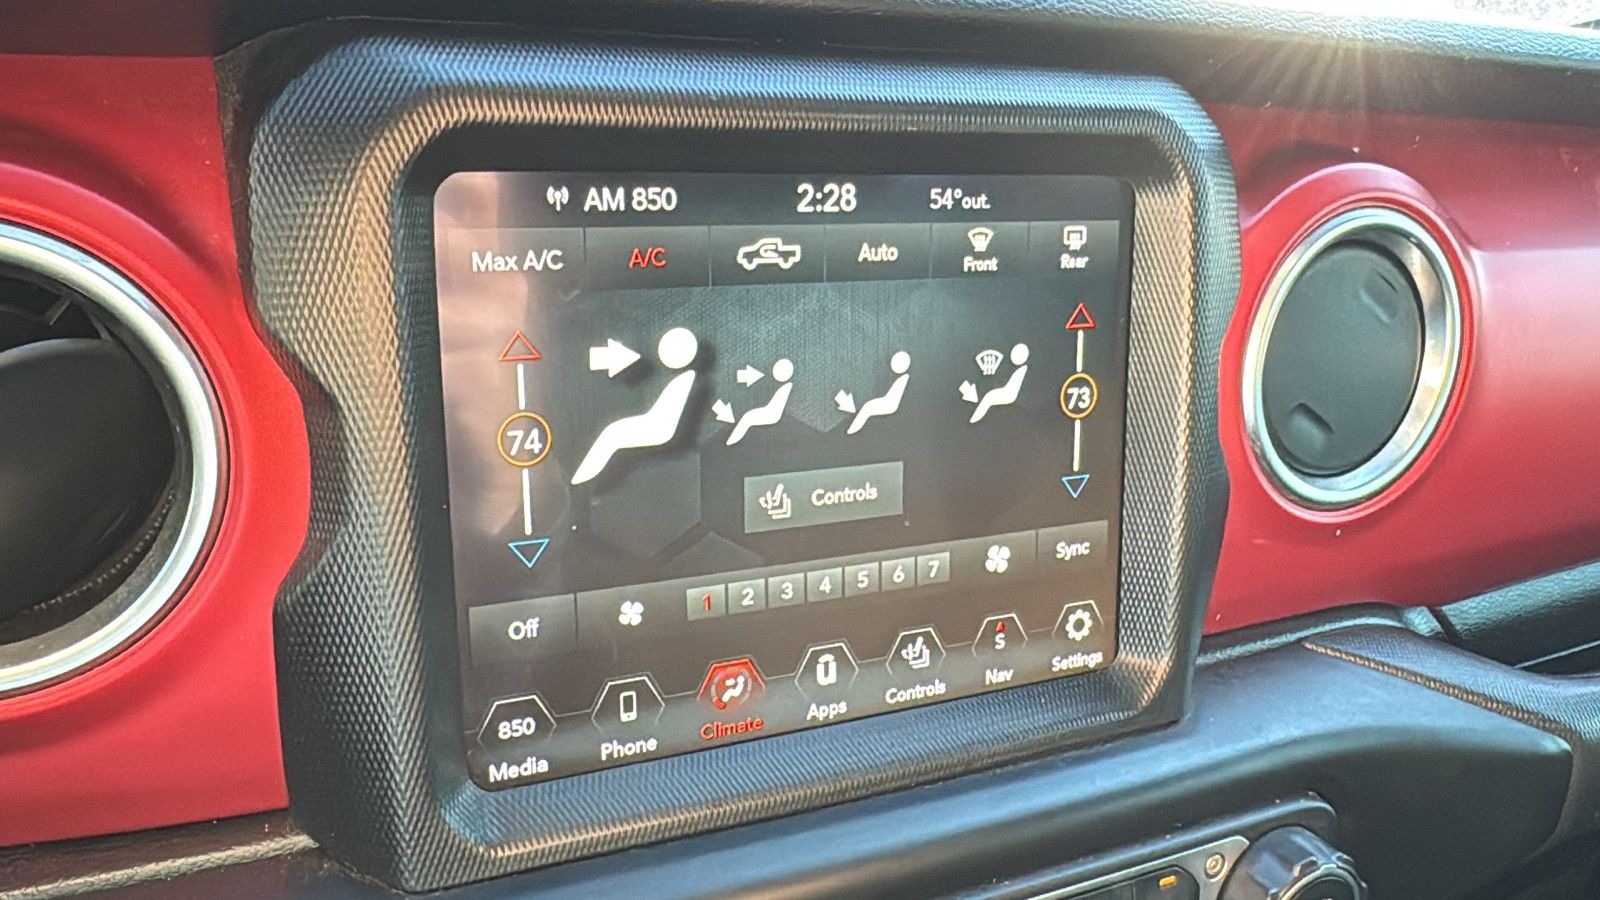 AM 850 2:28 54°out.
Max A/C A/C Auto Front Rear
74 73
Controls
Sync
1 2 3 4 5 6 7
Off
850 S
Media Phone Climate Apps Controls Nav Settings